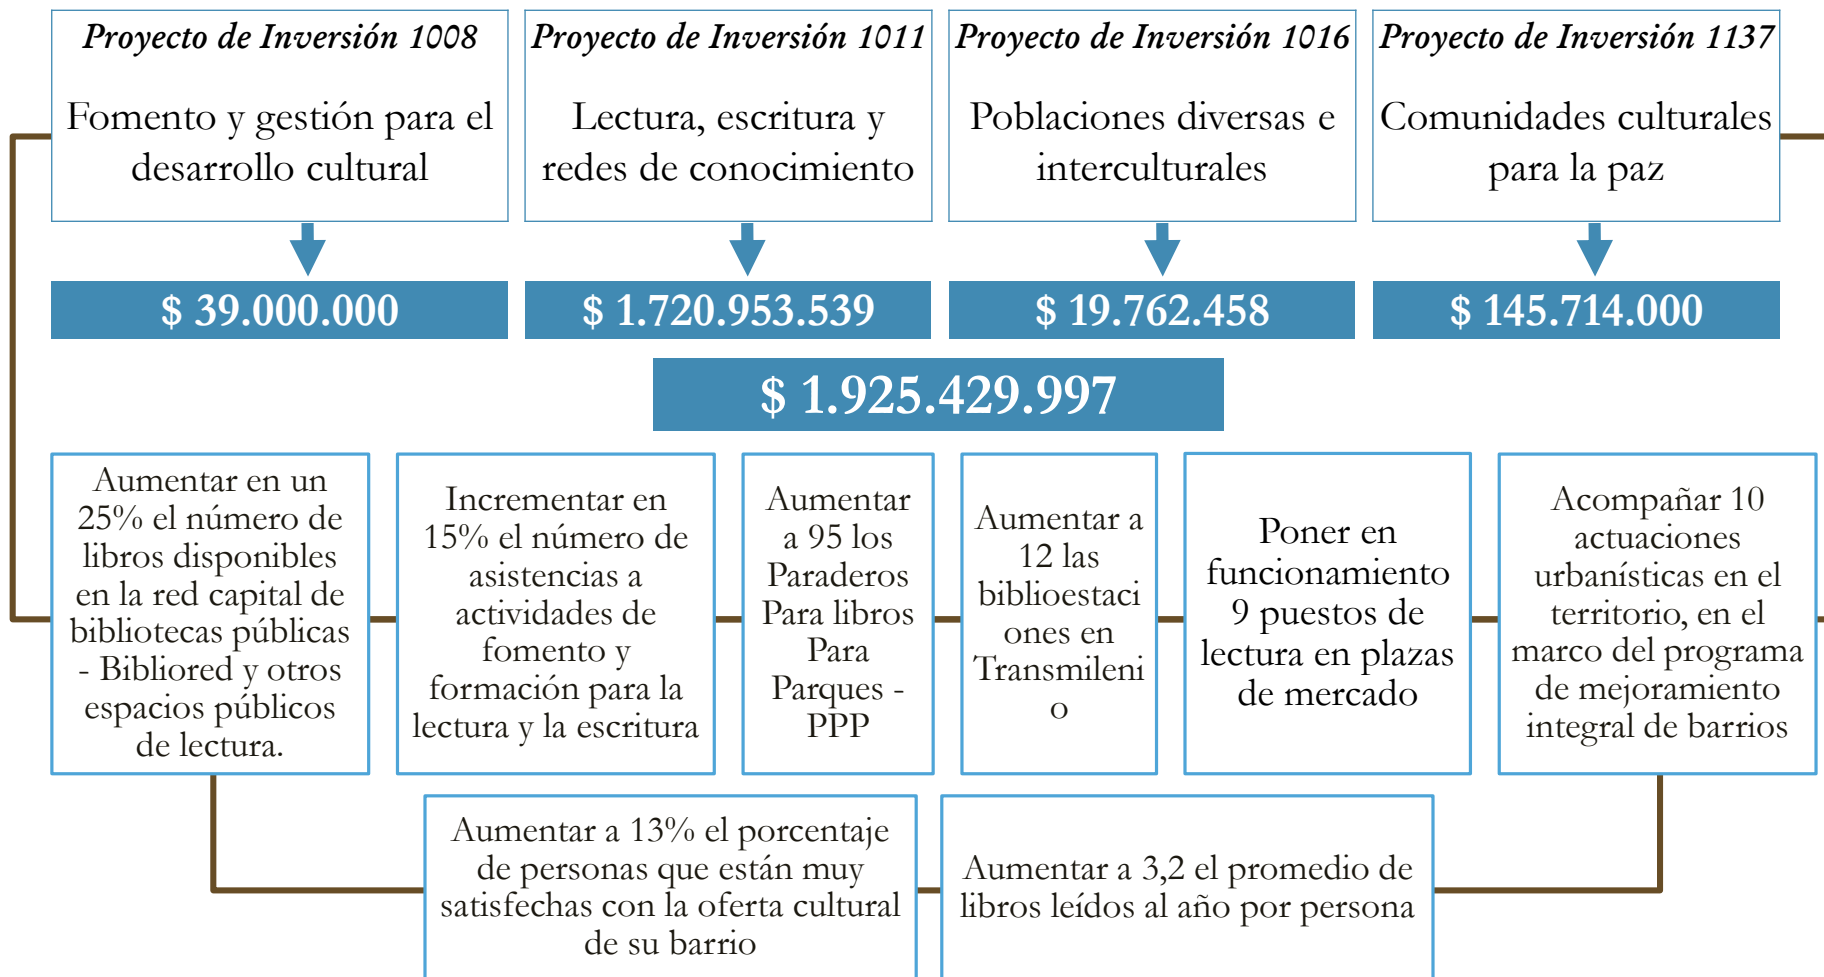 Proyecto de Inversión 1008
Fomento y gestión para el
desarrollo cultural
Proyecto de Inversión 1011
Lectura, escritura y
redes de conocimiento
Proyecto de Inversión 1016
Poblaciones diversas e
interculturales
Proyecto de Inversión 1137
Comunidades culturales
para la paz
$ 39.000.000
$ 1.720.953.539
$ 19.762.458
$ 145.714.000
$ 1.925.429.997
Aumentar en un
25% el número de
libros disponibles
en la red capital de
bibliotecas públicas
- Bibliored y otros
espacios públicos
de lectura.
Incrementar en
15% el número de
asistencias a
actividades de
fomento y
formación para la
lectura y la escritura
Aumentar
a 95 los
Paraderos
Para libros
Para
Parques -
PPP
Aumentar a
12 las
biblioestaci
ones en
Transmileni
o
Poner en
funcionamiento
9 puestos de
lectura en plazas
de mercado
Acompañar 10
actuaciones
urbanísticas en el
territorio, en el
marco del programa
de mejoramiento
integral de barrios
Aumentar a 13% el porcentaje
de personas que están muy
satisfechas con la oferta cultural
de su barrio
Aumentar a 3,2 el promedio de
libros leídos al año por persona